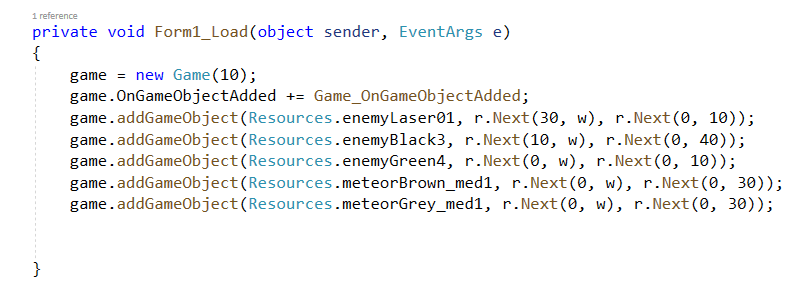 1 reference
private void Form1_Load(object sender, EventArgs e)
{
game = new Game(10);
game.OnGameObjectAdded += Game_OnGameObjectAdded;
game.addGameObject(Resources.enemyLaser01, r.Next(30, w), r.Next(0, 10));
game.addGameObject(Resources.enemyBlack3, r.Next(10, w), r.Next(0, 40));
game.addGameObject(Resources.enemyGreen4, r.Next(0, w), r.Next(0, 10));
game.addGameObject(Resources.meteorBrown_med1, r.Next(0, w), r.Next(0, 30));
game.addGameObject(Resources.meteorGrey_med1, r.Next(0, w), r.Next(0, 30));
}